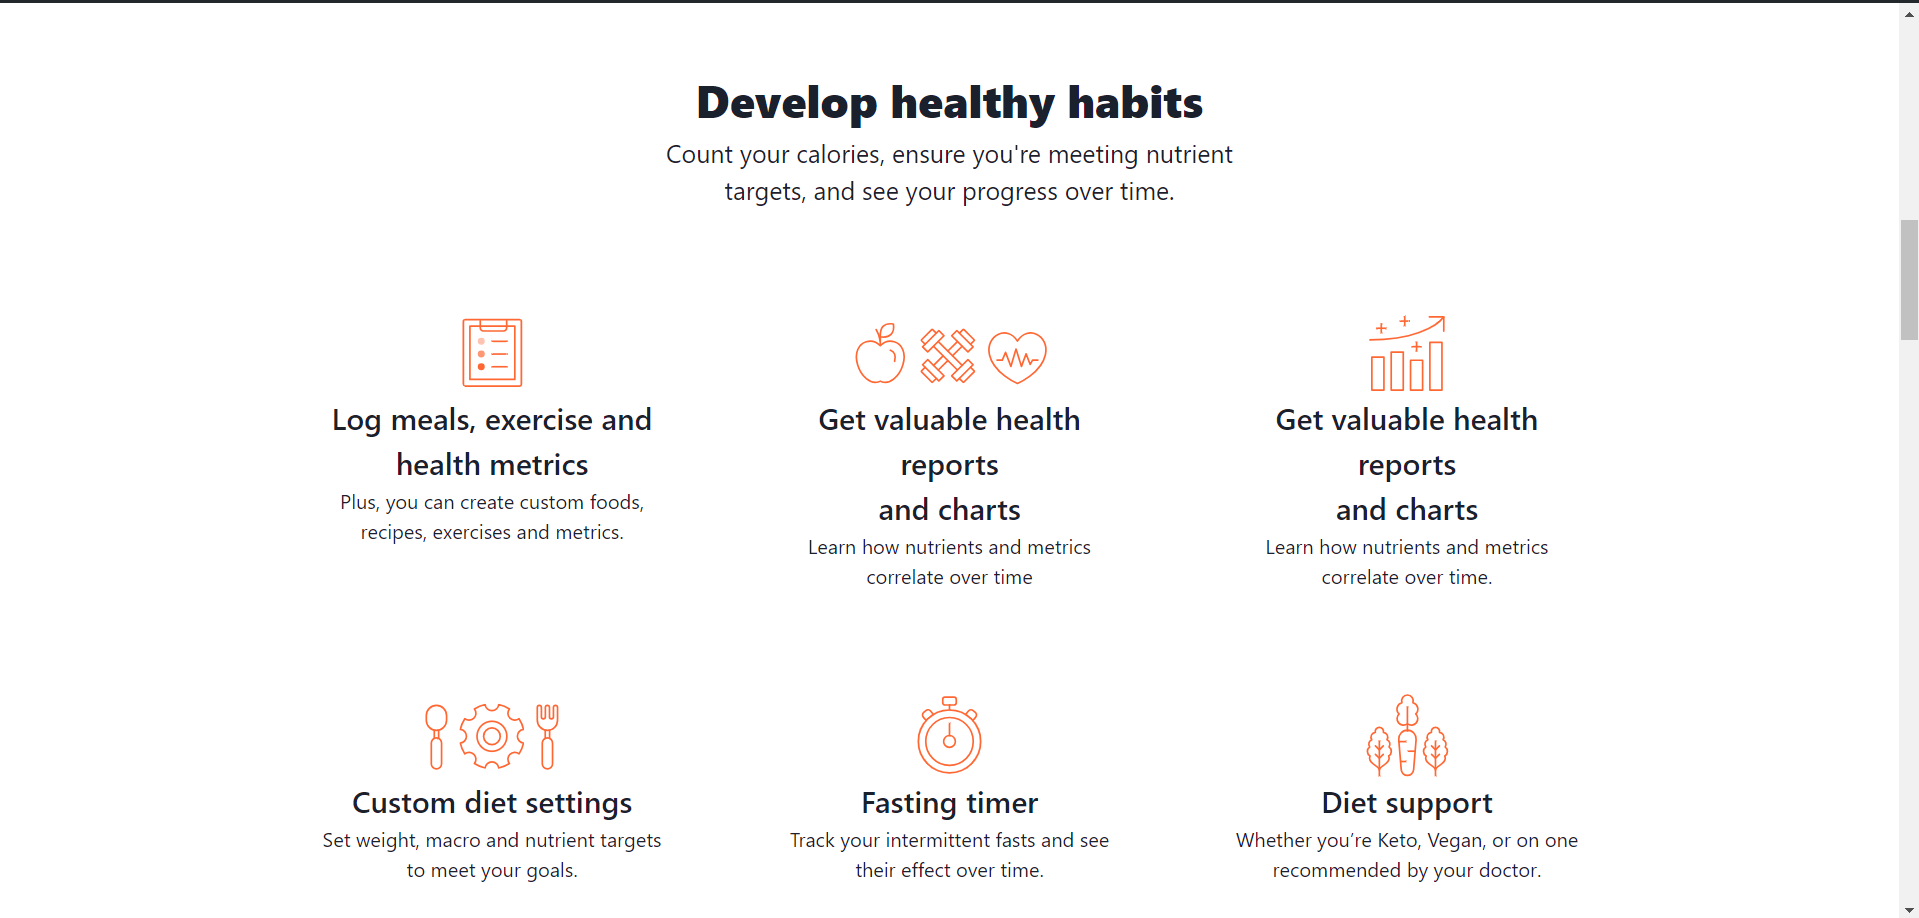 Develop healthy habits
Count your calories, ensure you're meeting nutrient
targets, and see your progress over time.
Log meals, exercise and
health metrics
Plus, you can create custom foods,
recipes, exercises and metrics.
Get valuable health
reports
and charts
Learn how nutrients and metrics
correlate over time
Get valuable health
reports
and charts
Learn how nutrients and metrics
correlate over time.
Custom diet settings
Set weight, macro and nutrient targets
to meet your goals.
Fasting timer
Track your intermittent fasts and see
their effect over time.
Diet support
Whether you’re Keto, Vegan, or on one
recommended by your doctor.